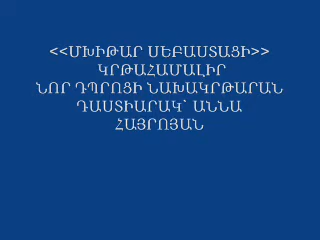 <<ՄԽԻԹԱՐ ՍԵԲԱՍՏԱՑԻ>>
ԿՐԹԱՀԱՄԱԼԻՐ
ՆՈՐ ԴՊՐՈՑԻ ՆԱԽԱԿՐԹԱՐԱՆ
ԴԱՍՏԻԱՐԱԿ՝ ԱՆՆԱ
ՀԱՅՐՈՅԱՆ